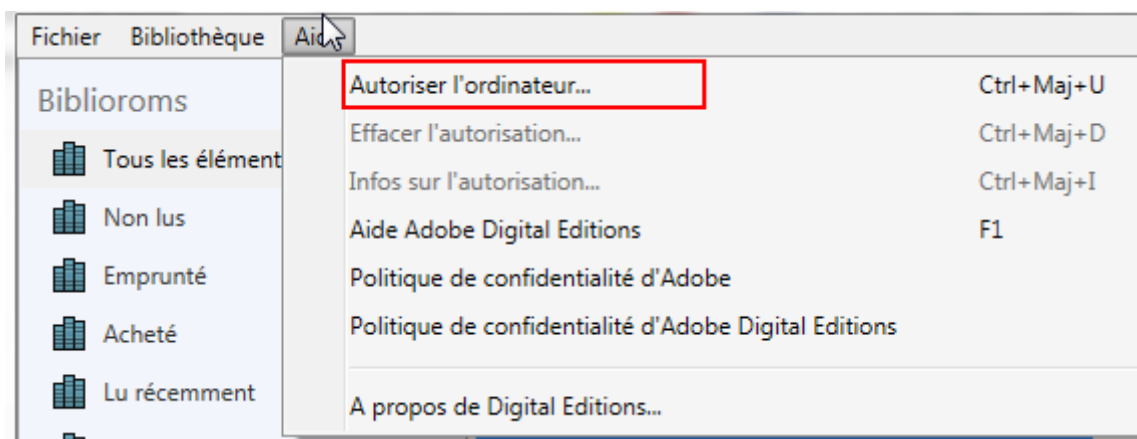 Fichier Bibliothèque
Autoriser l'ordinateur... Ctrl+Maj+U
Effacer l'autorisation... Ctrl+Maj+D
Infos sur l'autorisation... Ctrl+Maj+I
Aide Adobe Digital Editions F1
Politique de confidentialité d'Adobe
Politique de confidentialité d'Adobe Digital Editions
A propos de Digital Editions...
Biblioroms
Tous les élément
Non lus
Emprunté
Acheté
Lu récemment